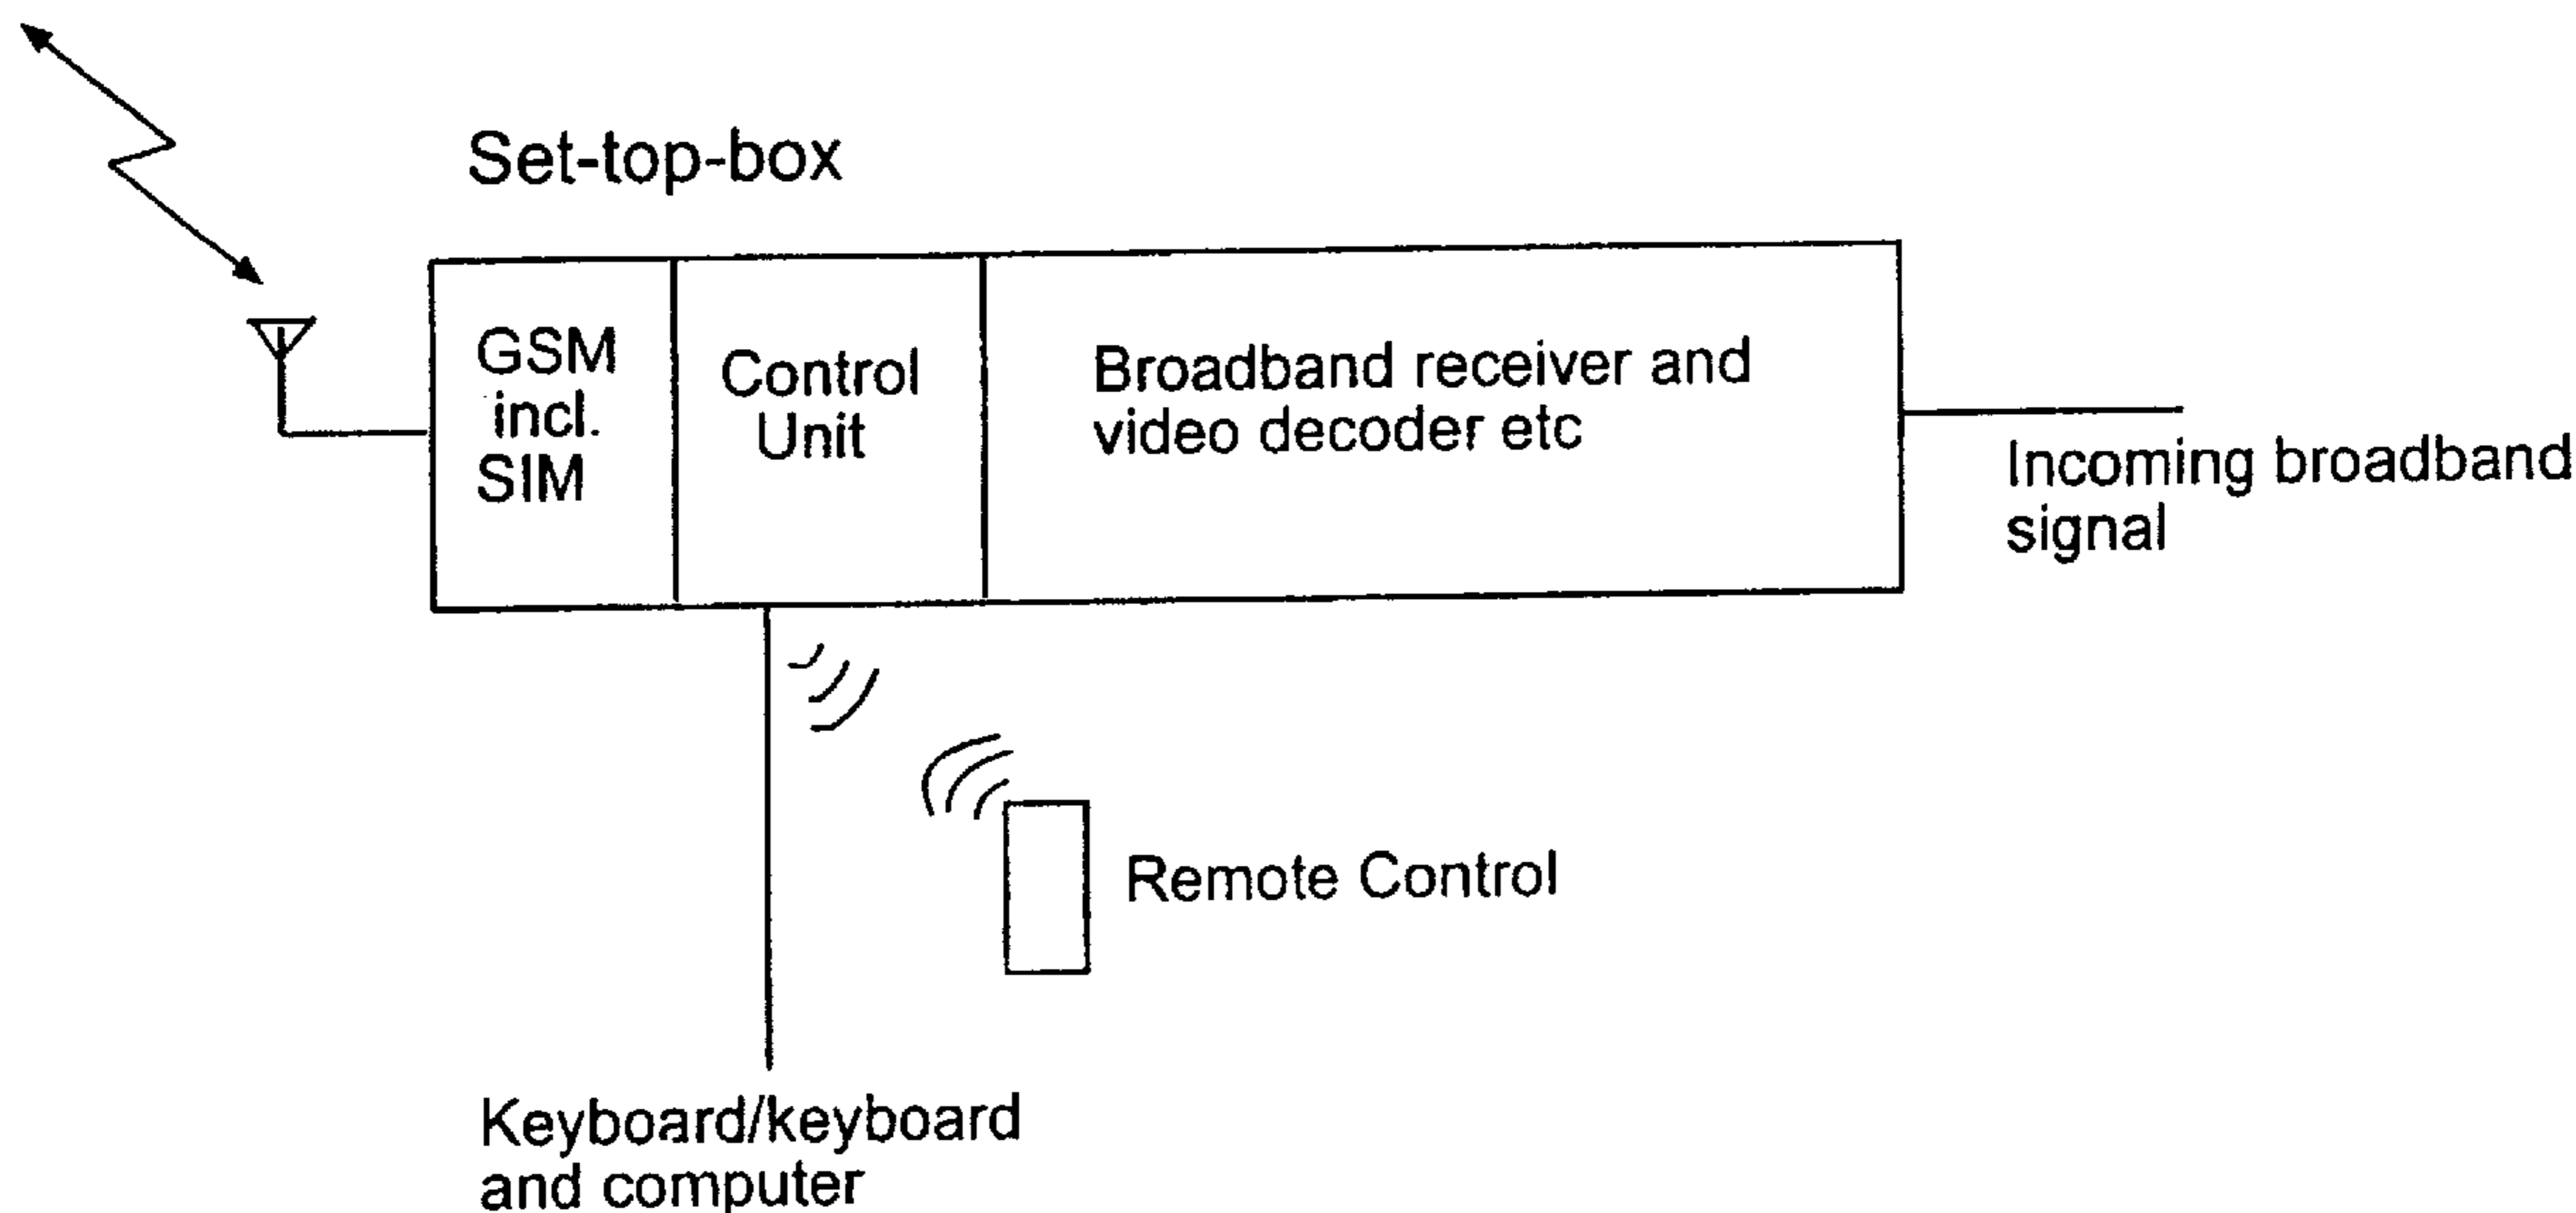 Set-top-box
GSM
incl.
SIM
Control
Unit
Broadband receiver and
video decoder etc
Incoming broadband
signal
Remote Control
Keyboard/keyboard
and computer